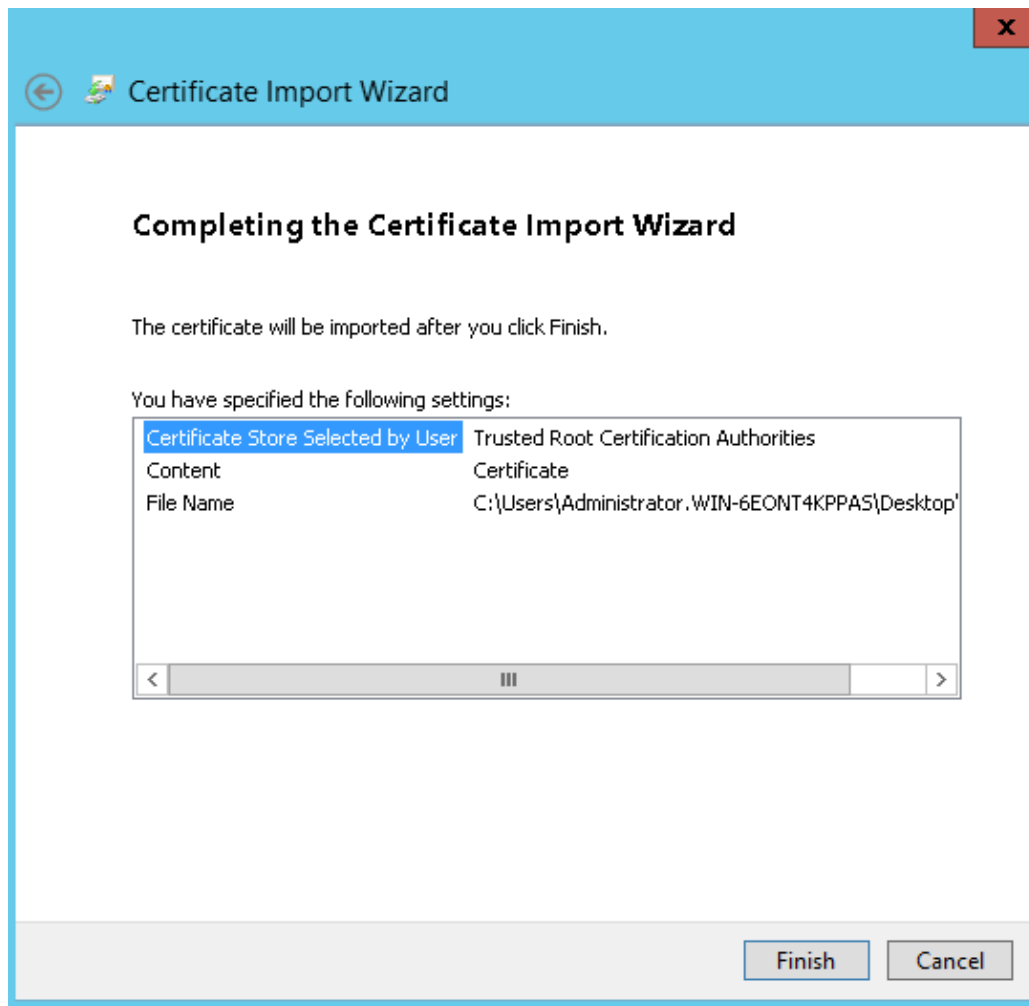 x
Certificate Import Wizard
Completing the Certificate Import Wizard
The certificate will be imported after you click Finish.
You have specified the following settings:
Certificate Store Selected by User Trusted Root Certification Authorities
Content Certificate
File Name C:\Users\Administrator.WIN-6EONT4KPPAS\Desktop\
Finish Cancel